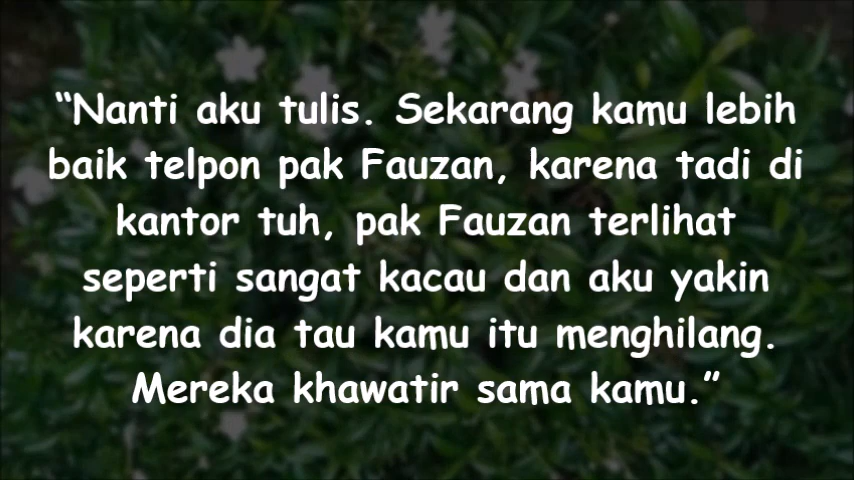 “Nanti aku tulis. Sekarang kamu lebih
baik telpon pak Fauzan, karena tadi di
kantor tuh, pak Fauzan terlihat
seperti sangat kacau dan aku yakin
karena dia tau kamu itu menghilang.
Mereka khawatir sama kamu.”